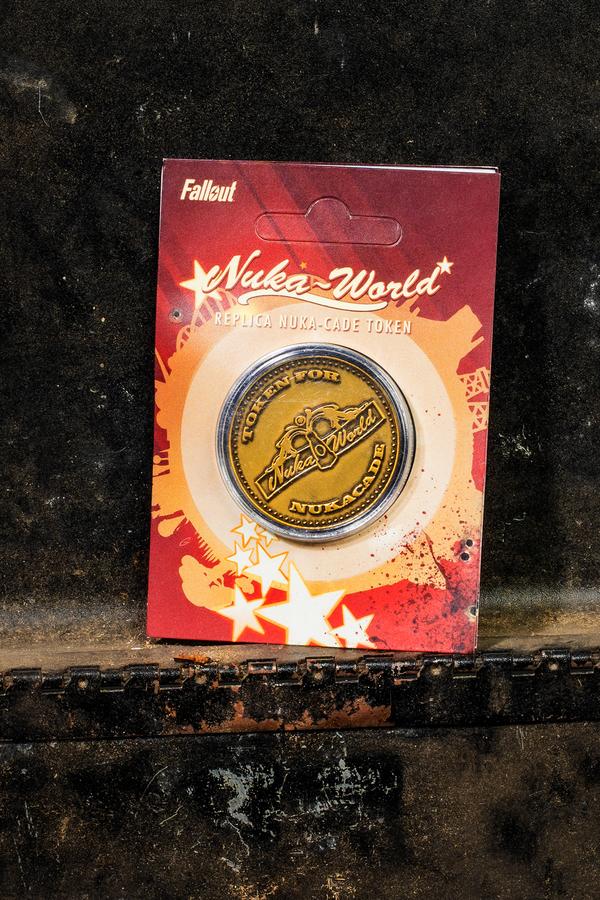 Fallout
Nuka~World
REPLICA NUKA-CADE TOKEN
TOKEN FOR
Nuka World
NUKACADE